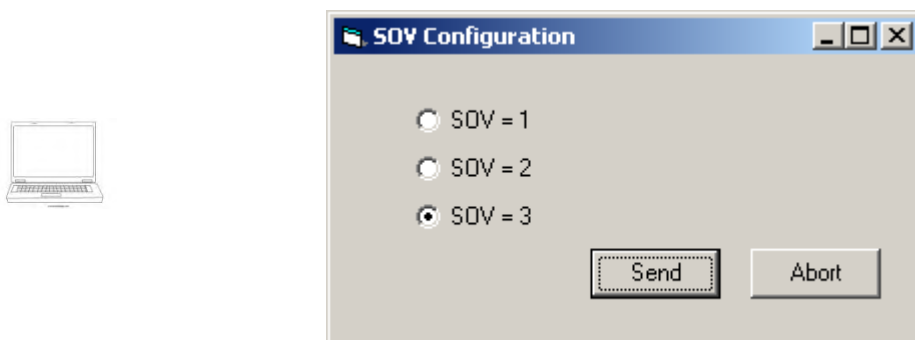 SOV Configuration
SOV = 1
SOV = 2
SOV = 3
Send Abort